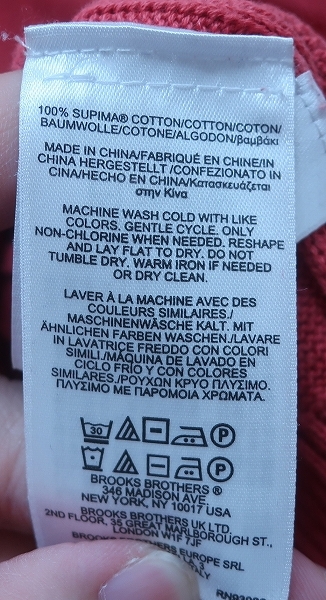 100% SUPIMA® COTTON/COTTON/COTON/
BAUMWOLLE/COTONE/ALGODON/βαμβάκι
MADE IN CHINA/FABRIQUÉ EN CHINE/IN
CHINA HERGESTELLT/CONFEZIONATO IN
CINA/HECHO EN CHINA/Κατασκευάζεται
στην Κίνα
MACHINE WASH COLD WITH LIKE
COLORS. GENTLE CYCLE. ONLY
NON-CHLORINE WHEN NEEDED. RESHAPE
AND LAY FLAT TO DRY. DO NOT
TUMBLE DRY. WARM IRON IF NEEDED
OR DRY CLEAN.
LAVER À LA MACHINE AVEC DES
COULEURS SIMILAIRES./
MASCHINENWÄSCHE KALT. MIT
ÄHNLICHEN FARBEN WASCHEN./LAVARE
IN LAVATRICE FREDDO CON COLORI
SIMILI./MÁQUINA DE LAVADO EN
CICLO FRÍO Y CON COLORES
SIMILARES./ΡΟΥΧΩΝ ΚΡΥΟ ΠΛΥΣΙΜΟ.
ΠΛΥΣΙΜΟ ΜΕ ΠΑΡΟΜΟΙΑ ΧΡΩΜΑΤΑ.
30 P
P
BROOKS BROTHERS ®
346 MADISON AVE.
NEW YORK, NY 10017 USA
BROOKS BROTHERS UK LTD.
2ND FLOOR, 35 GREAT MARLBOROUGH ST.,
LONDON W1F 7JF
BROOKS BROTHERS EUROPE SRL